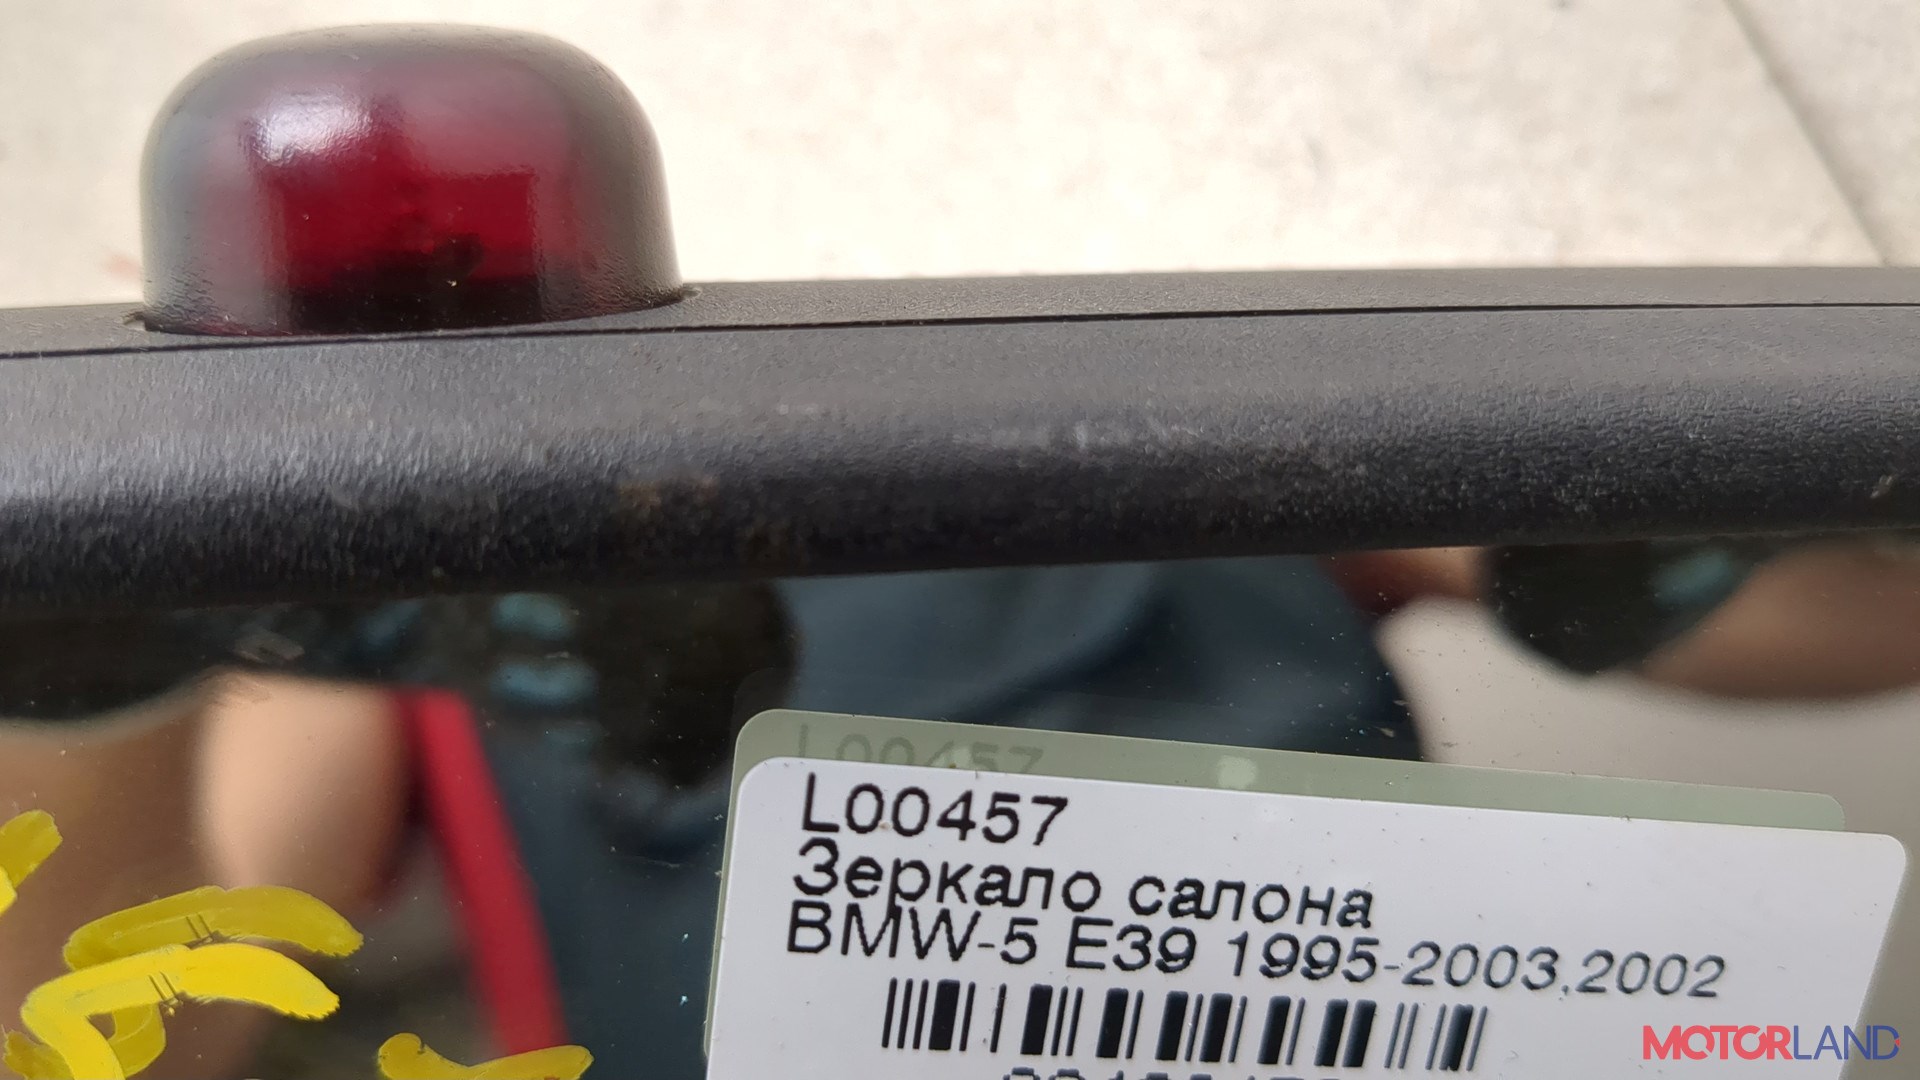 L00457
L00457
Зеркало салона
BMW-5 E39 1995-2003,2002
MOTORLAND